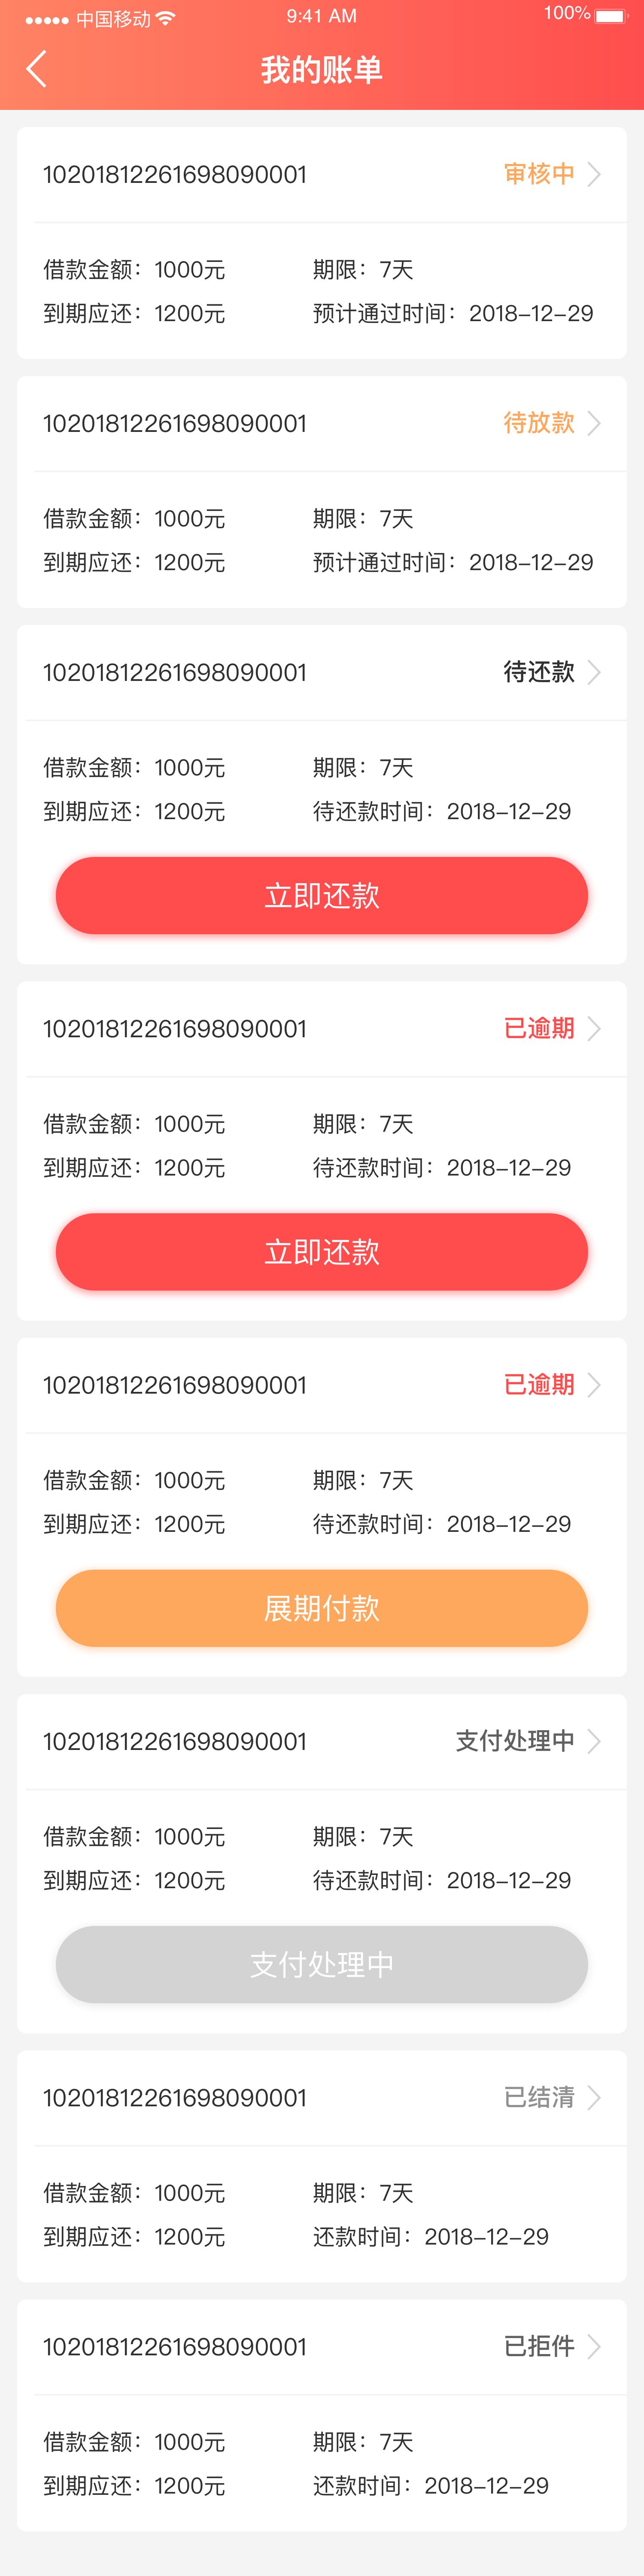 中国移动 9:41 AM 100%
我的账单
10201812261698090001 审核中
借款金额：1000元 期限：7天
到期应还：1200元 预计通过时间：2018-12-29
10201812261698090001 待放款
借款金额：1000元 期限：7天
到期应还：1200元 预计通过时间：2018-12-29
10201812261698090001 待还款
借款金额：1000元 期限：7天
到期应还：1200元 待还款时间：2018-12-29
立即还款
10201812261698090001 已逾期
借款金额：1000元 期限：7天
到期应还：1200元 待还款时间：2018-12-29
立即还款
10201812261698090001 已逾期
借款金额：1000元 期限：7天
到期应还：1200元 待还款时间：2018-12-29
展期付款
10201812261698090001 支付处理中
借款金额：1000元 期限：7天
到期应还：1200元 待还款时间：2018-12-29
支付处理中
10201812261698090001 已结清
借款金额：1000元 期限：7天
到期应还：1200元 还款时间：2018-12-29
10201812261698090001 已拒件
借款金额：1000元 期限：7天
到期应还：1200元 还款时间：2018-12-29